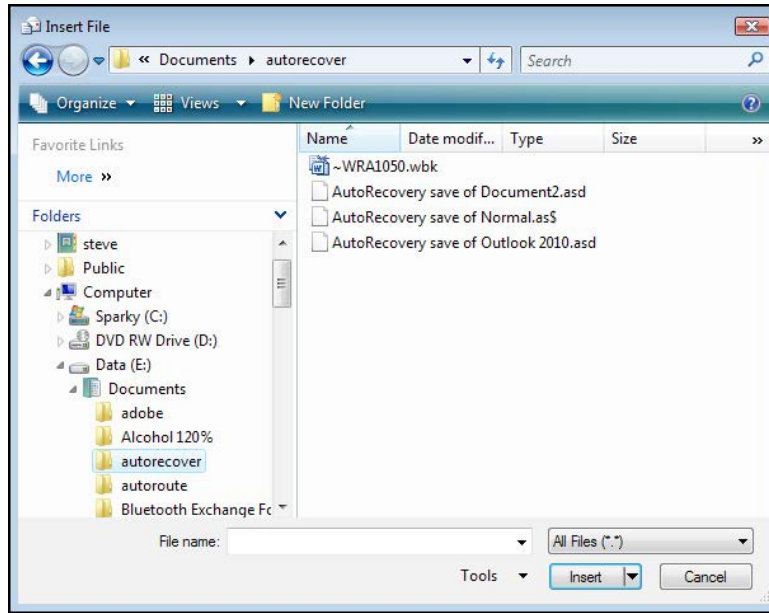 Insert File
« Documents autorecover Search
Organize Views New Folder
Favorite Links
More »
Folders
steve
Public
Computer
Sparky (C:)
DVD RW Drive (D:)
Data (E:)
Documents
adobe
Alcohol 120%
autorecover
autoroute
Bluetooth Exchange Fc
Name Date modif... Type Size »
~WRA1050.wbk
AutoRecovery save of Document2.asd
AutoRecovery save of Normal.as$
AutoRecovery save of Outlook 2010.asd
File name: All Files (*.*)
Tools Insert Cancel